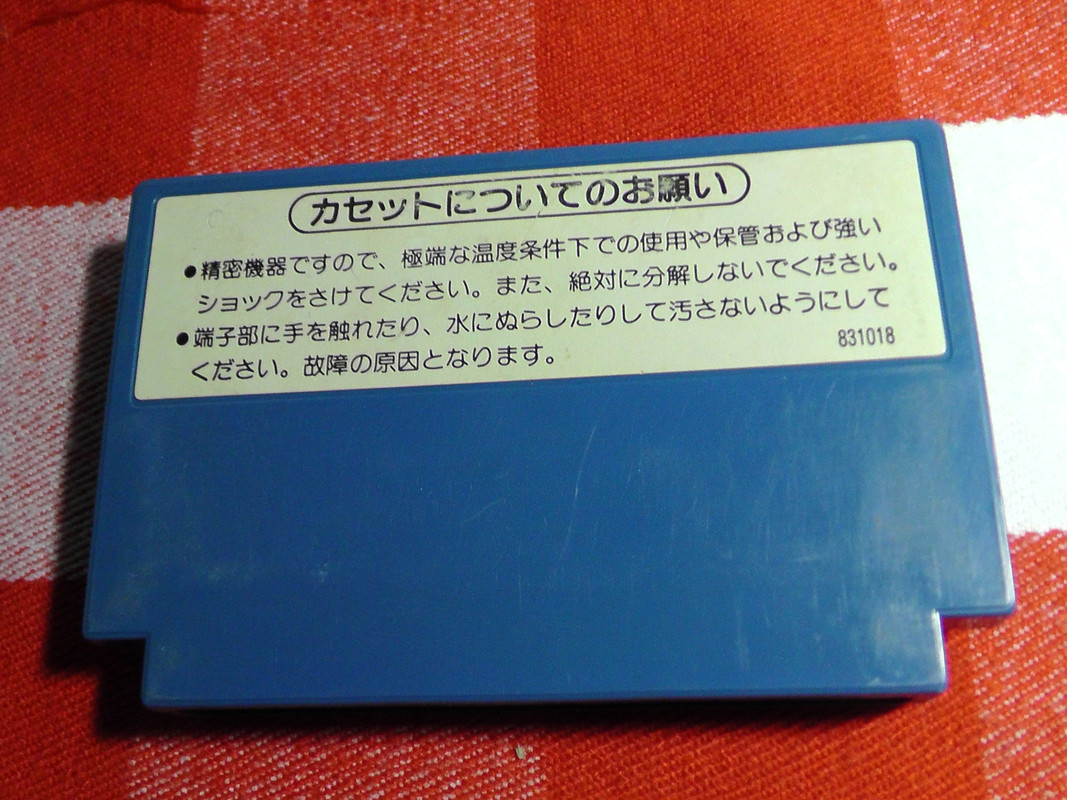 カセットについてのお願い
●精密機器ですので、極端な温度条件下での使用や保管および強い
ショックをさけてください。また、絶対に分解しないでください。
●端子部に手を触れたり、水にぬらしたりして汚さないようにして
ください。故障の原因となります。
831018